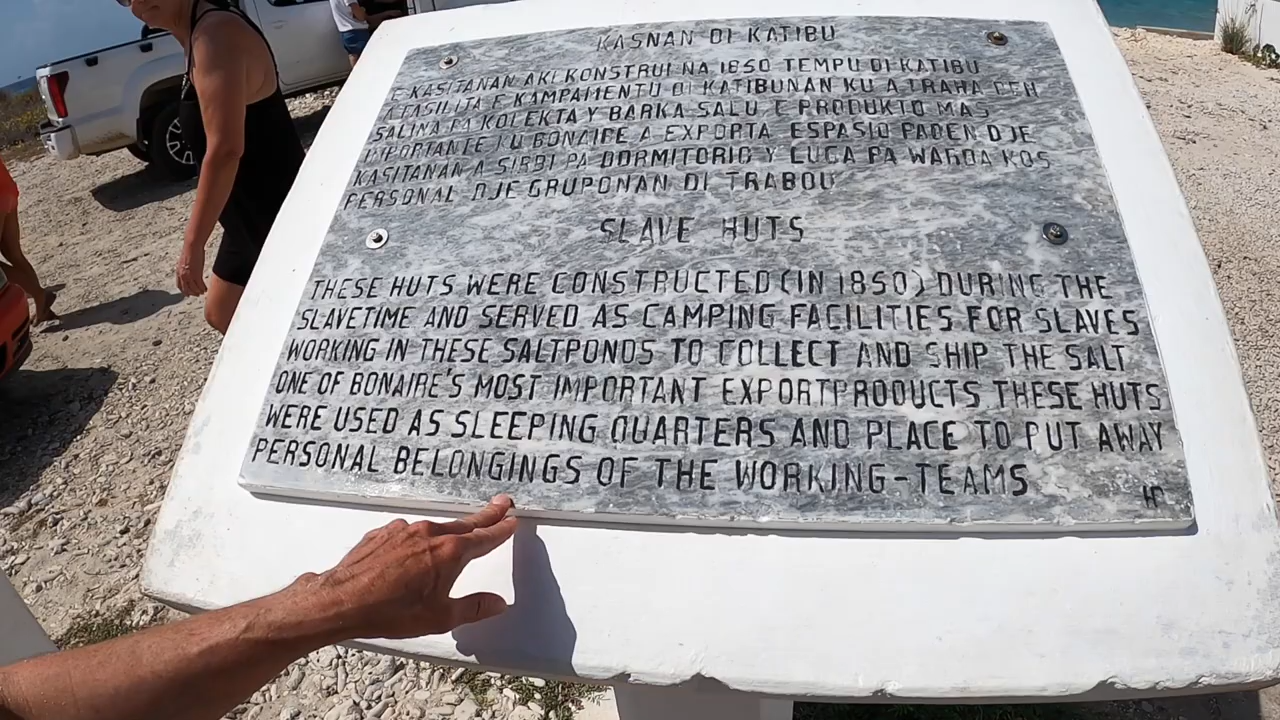 KASNAN DI KATIBU
E KASITANAN AKI KONSTRUI NA 1850 TEMPU DI KATIBU
A FASILITA E KAMPAMENTU DI KATIBUNAN KU A TRAHA DEN
SALINA PA KOLEKTA Y BARKA SALU E PRODUKTO MAS
IMPORTANTE KU BONAIRE A EXPORTA ESPASIO PADEN DJE
KASITANAN A SIRBI PA DORMITORIO Y LUGA PA WARDA KOS
PERSONAL DJE GRUPONAN DI TRABOU
SLAVE HUTS
THESE HUTS WERE CONSTRUCTED (IN 1850) DURING THE
SLAVETIME AND SERVED AS CAMPING FACILITIES FOR SLAVES
WORKING IN THESE SALTPONDS TO COLLECT AND SHIP THE SALT
ONE OF BONAIRE'S MOST IMPORTANT EXPORTPRODUCTS THESE HUTS
WERE USED AS SLEEPING QUARTERS AND PLACE TO PUT AWAY
PERSONAL BELONGINGS OF THE WORKING-TEAMS